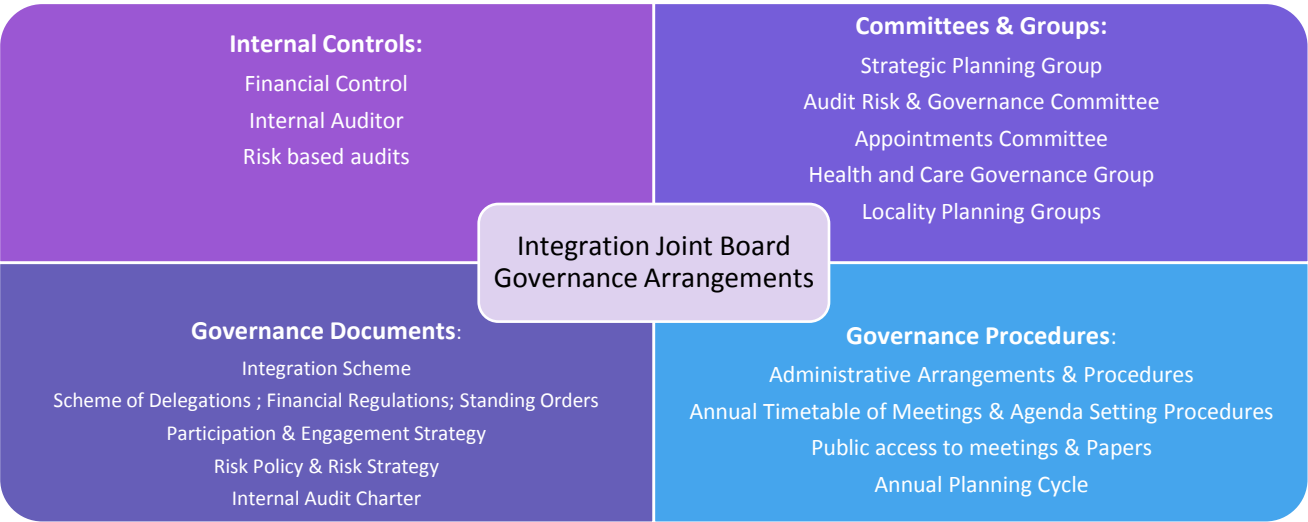 Internal Controls:
Financial Control
Internal Auditor
Risk based audits
Committees & Groups:
Strategic Planning Group
Audit Risk & Governance Committee
Appointments Committee
Health and Care Governance Group
Locality Planning Groups
Integration Joint Board
Governance Arrangements
Governance Documents:
Integration Scheme
Scheme of Delegations ; Financial Regulations; Standing Orders
Participation & Engagement Strategy
Risk Policy & Risk Strategy
Internal Audit Charter
Governance Procedures:
Administrative Arrangements & Procedures
Annual Timetable of Meetings & Agenda Setting Procedures
Public access to meetings & Papers
Annual Planning Cycle